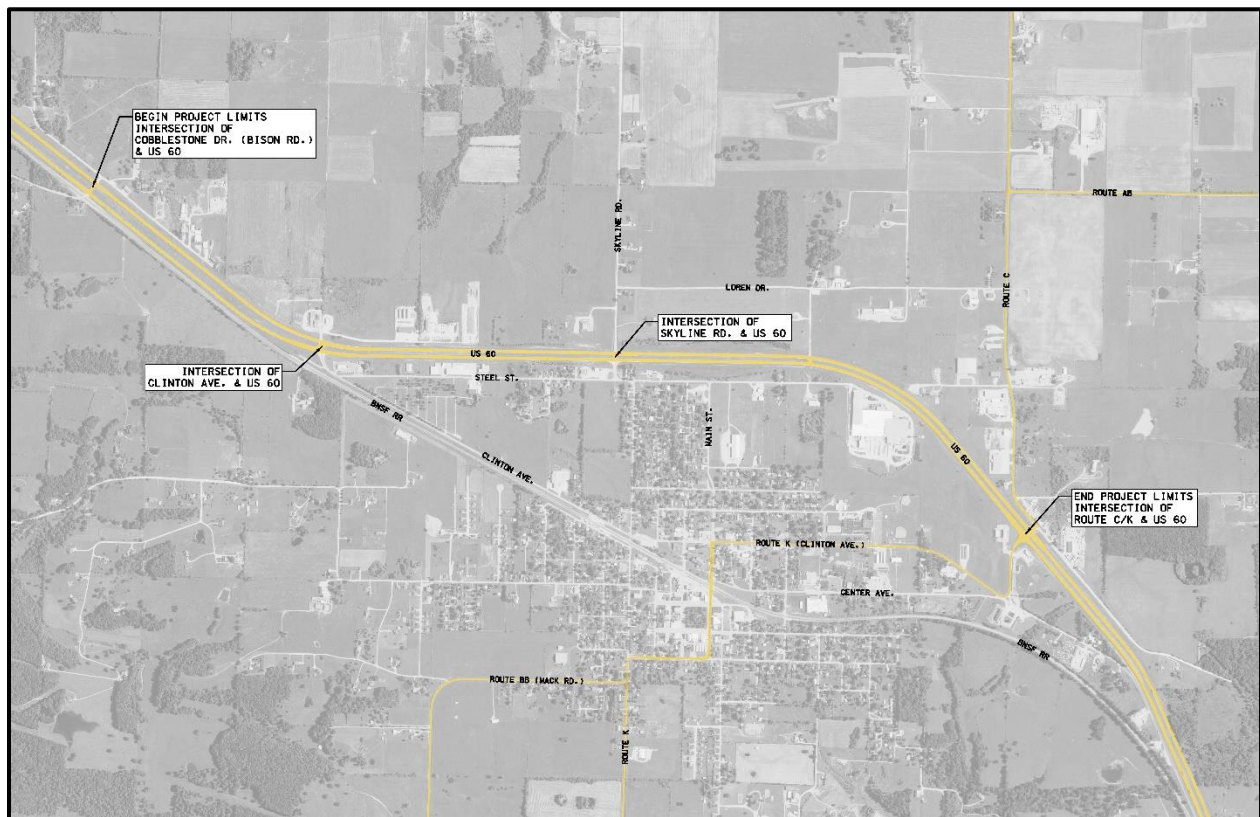 BEGIN PROJECT LIMITS
INTERSECTION OF
COBBLESTONE DR. (BISON RD.)
& US 60
SKYLINE RD.
ROUTE AB
ROUTE C
LOREN DR.
INTERSECTION OF
SKYLINE RD. & US 60
US 60
INTERSECTION OF
CLINTON AVE. & US 60
STEEL ST.
BNSF RR
MAIN ST.
CLINTON AVE.
US 60
END PROJECT LIMITS
INTERSECTION OF
ROUTE C/K & US 60
ROUTE K (CLINTON AVE.)
CENTER AVE.
BNSF RR
ROUTE BB (MACK RD.)
ROUTE K